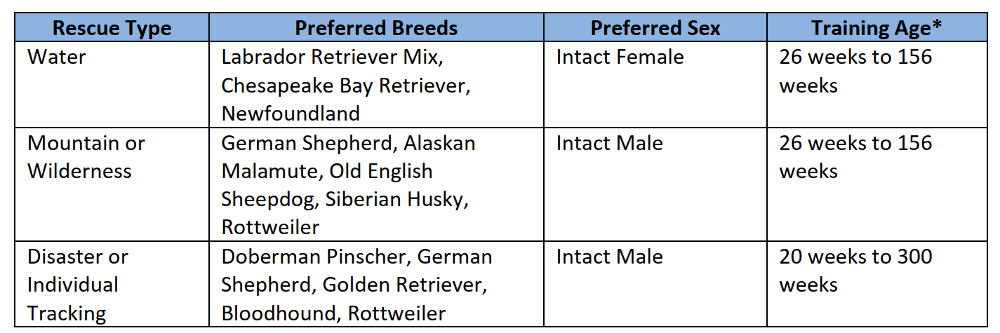 Rescue Type Preferred Breeds Preferred Sex Training Age*
Water Labrador Retriever Mix, Intact Female 26 weeks to 156
Chesapeake Bay Retriever, weeks
Newfoundland
Mountain or German Shepherd, Alaskan Intact Male 26 weeks to 156
Wilderness Malamute, Old English weeks
Sheepdog, Siberian Husky,
Rottweiler
Disaster or Doberman Pinscher, German Intact Male 20 weeks to 300
Individual Shepherd, Golden Retriever, weeks
Tracking Bloodhound, Rottweiler